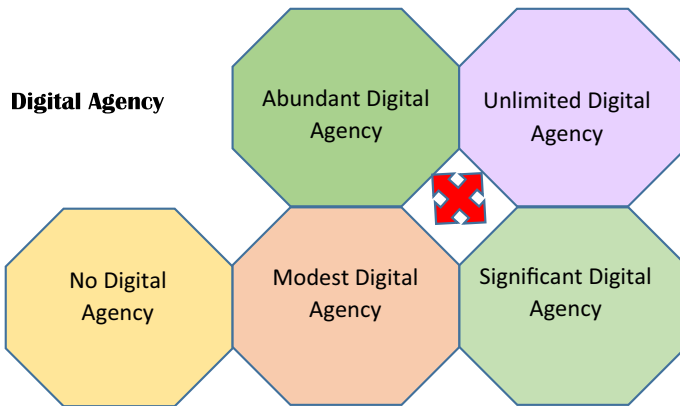 Digital Agency
Abundant Digital
Agency
Unlimited Digital
Agency
No Digital
Agency
Modest Digital
Agency
Significant Digital
Agency